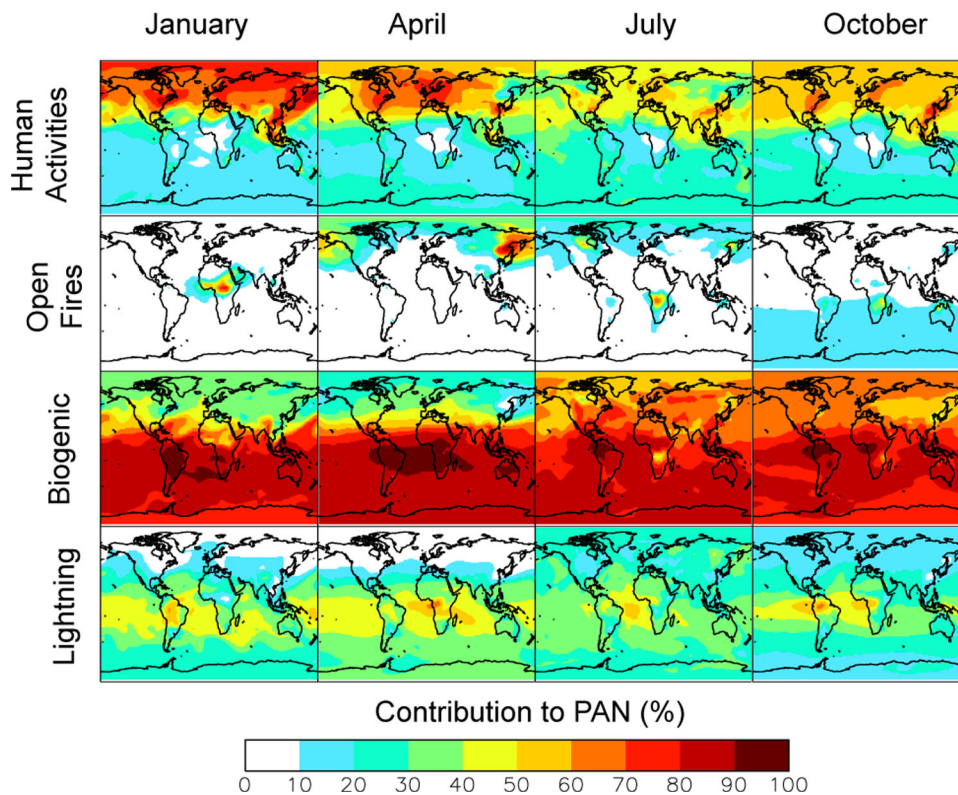 January April July October
Human
Activities
Open
Fires
Biogenic
Lightning
Contribution to PAN (%)
0 10 20 30 40 60 70 80 90 100